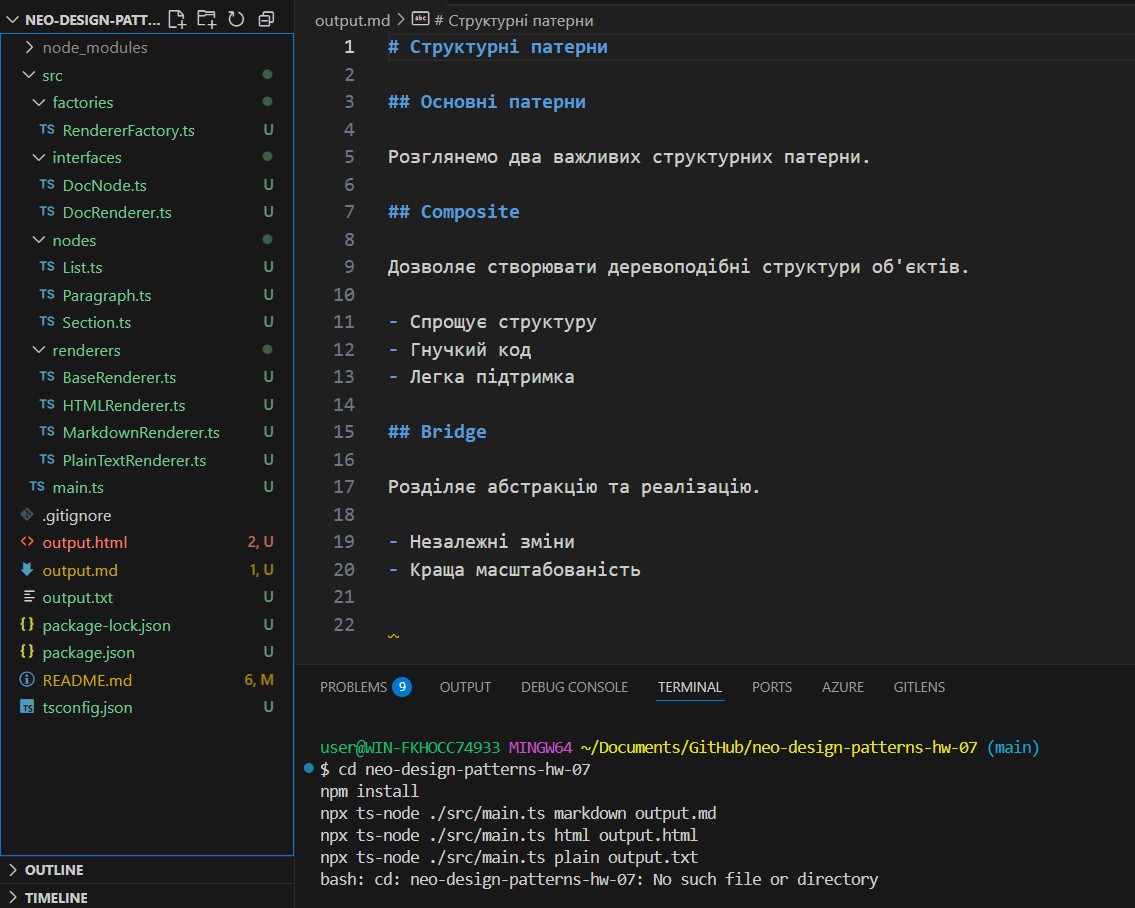 NEO-DESIGN-PATT...
node_modules
src
factories
TS RendererFactory.ts U
interfaces
TS DocNode.ts U
TS DocRenderer.ts U
nodes
TS List.ts U
TS Paragraph.ts U
TS Section.ts U
renderers
TS BaseRenderer.ts U
TS HTMLRenderer.ts U
TS MarkdownRenderer.ts U
TS PlainTextRenderer.ts U
TS main.ts U
.gitignore
<> output.html 2, U
output.md 1, U
output.txt U
{} package-lock.json U
{} package.json U
README.md 6, M
TS tsconfig.json U
OUTLINE
TIMELINE
output.md > abc # Структурні патерни
1 # Структурні патерни
2
3 ## Основні патерни
4
5 Розглянемо два важливих структурних патерни.
6
7 ## Composite
8
9 Дозволяє створювати деревоподібні структури об'єктів.
10
11 - Спрощує структуру
12 - Гнучкий код
13 - Легка підтримка
14
15 ## Bridge
16
17 Розділяє абстракцію та реалізацію.
18
19 - Незалежні зміни
20 - Краща масштабованість
21
22
PROBLEMS 9 OUTPUT DEBUG CONSOLE TERMINAL PORTS AZURE GITLENS
user@WIN-FKHOCC74933 MINGW64 ~/Documents/GitHub/neo-design-patterns-hw-07 (main)
$ cd neo-design-patterns-hw-07
npm install
npx ts-node ./src/main.ts markdown output.md
npx ts-node ./src/main.ts html output.html
npx ts-node ./src/main.ts plain output.txt
bash: cd: neo-design-patterns-hw-07: No such file or directory